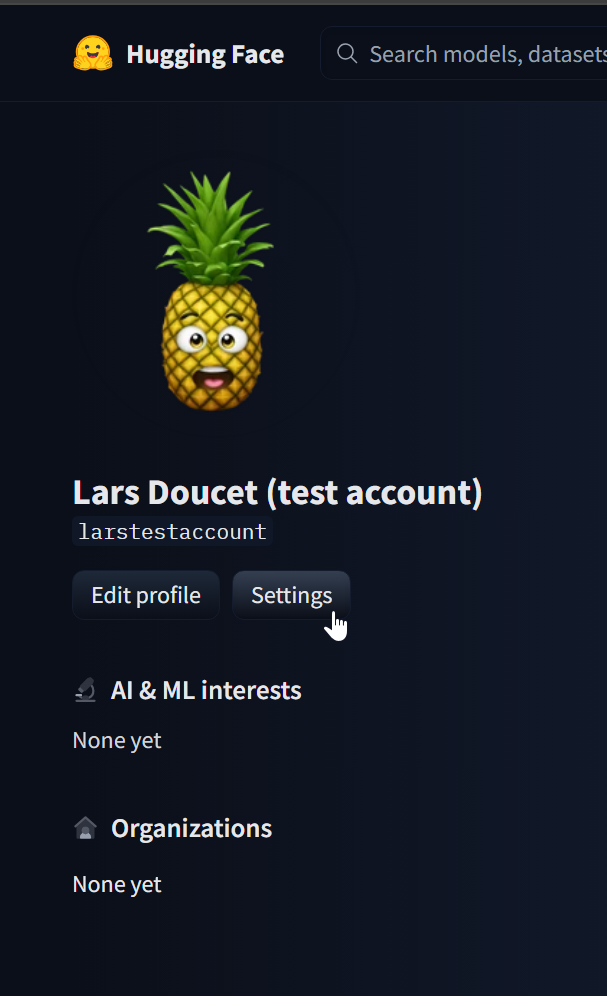 Hugging Face
Search models, datasets
Lars Doucet (test account)
larstestaccount
Edit profile
Settings
AI & ML interests
None yet
Organizations
None yet